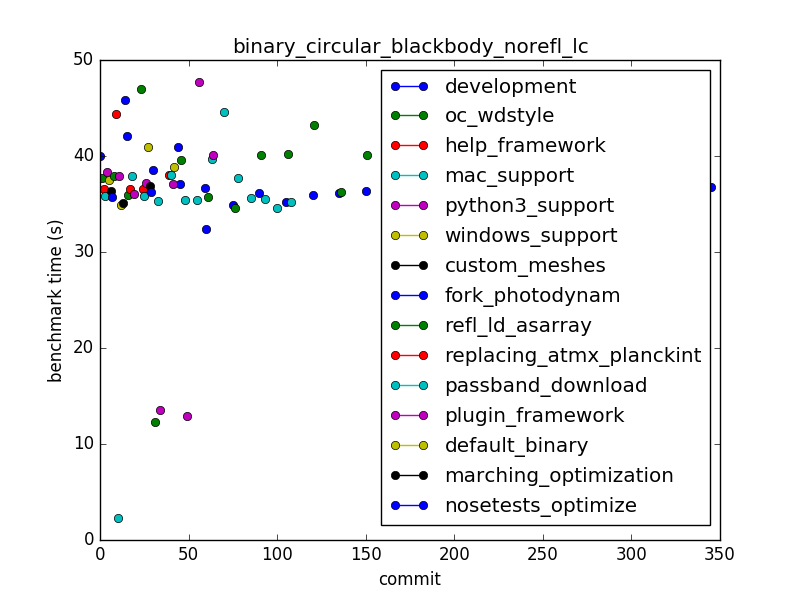 binary_circular_blackbody_norefl_lc
50
40
30
20
10
0
benchmark time (s)
development
oc_wdstyle
help_framework
mac_support
python3_support
windows_support
custom_meshes
fork_photodynam
refl_ld_asarray
replacing_atmx_planckint
passband_download
plugin_framework
default_binary
marching_optimization
nosetests_optimize
0 50 100 150 200 250 300 350
commit